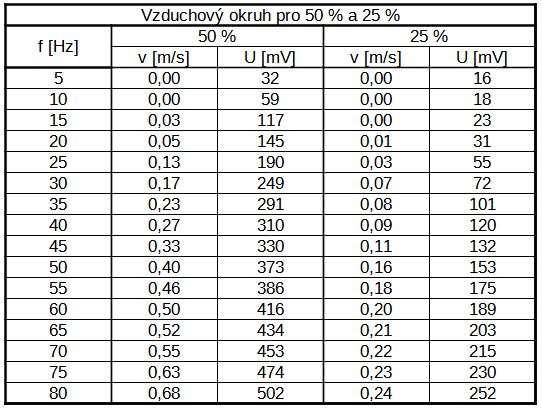 Vzduchový okruh pro 50 % a 25 %
f [Hz] 50 % 25 %
v [m/s] U [mV] v [m/s] U [mV]
5 0,00 32 0,00 16
10 0,00 59 0,00 18
15 0,03 117 0,00 23
20 0,05 145 0,01 31
25 0,13 190 0,03 55
30 0,17 249 0,07 72
35 0,23 291 0,08 101
40 0,27 310 0,09 120
45 0,33 330 0,11 132
50 0,40 373 0,16 153
55 0,46 386 0,18 175
60 0,50 416 0,20 189
65 0,52 434 0,21 203
70 0,55 453 0,22 215
75 0,63 474 0,23 230
80 0,68 502 0,24 252